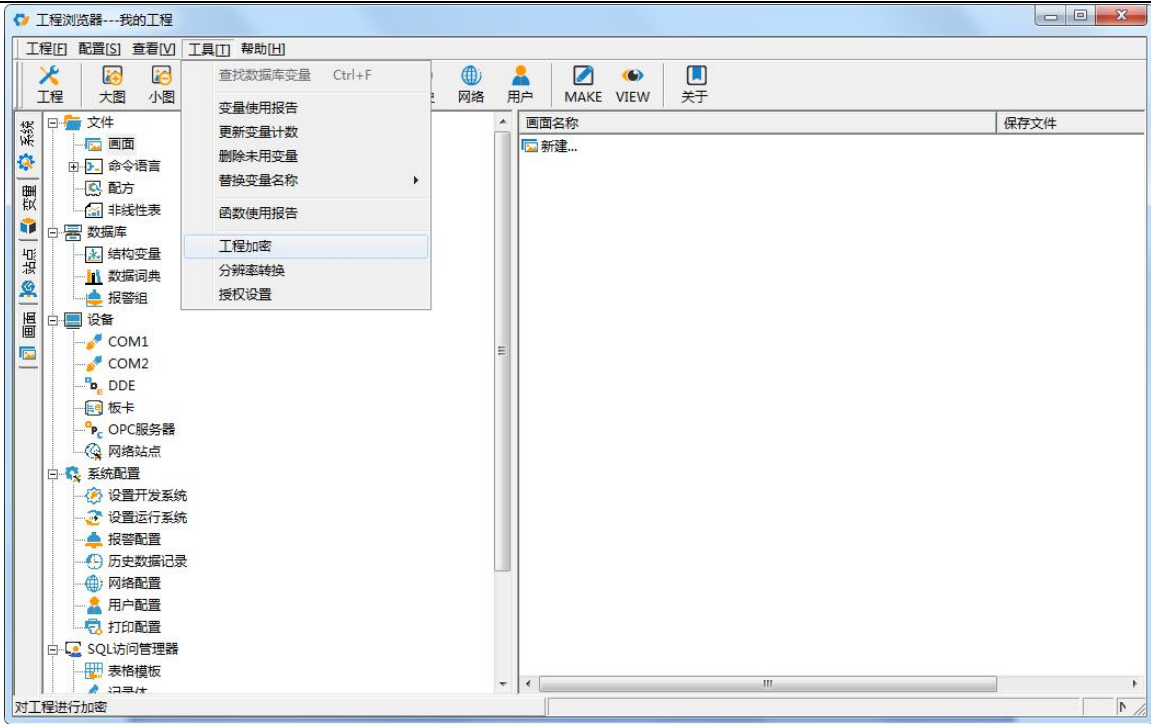 工程浏览器---我的工程
工程[F] 配置[S] 查看[V] 工具[T] 帮助[H]
工程 大图 小图 网络 用户 MAKE VIEW 关于
查找数据库变量 Ctrl+F
变量使用报告
更新变量计数
删除未用变量
替换变量名称
函数使用报告
工程加密
分辨率转换
授权设置
系统
变量
站点
画面
文件
画面
命令语言
配方
非线性表
数据库
结构变量
数据词典
报警组
设备
COM1
COM2
DDE
板卡
OPC服务器
网络站点
系统配置
设置开发系统
设置运行系统
报警配置
历史数据记录
网络配置
用户配置
打印配置
SQL访问管理器
表格模板
记录体
画面名称 保存文件
新建...
对工程进行加密